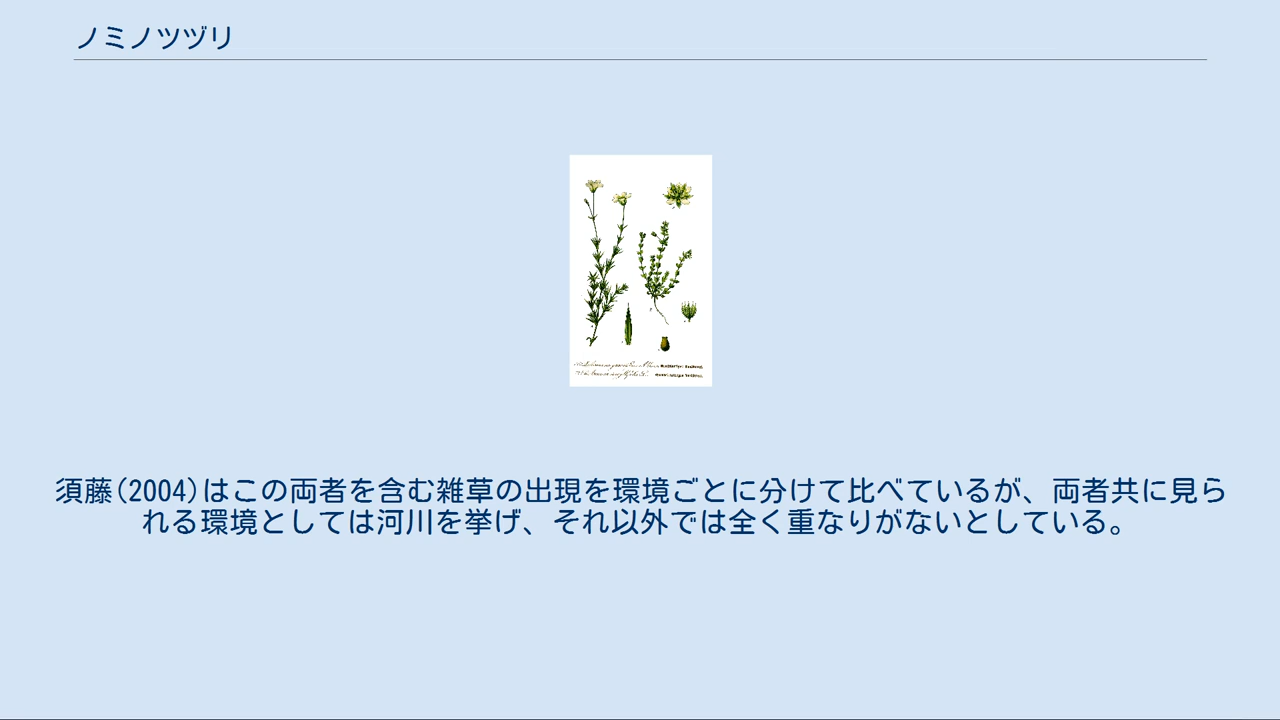 ノミノツヅリ
須藤(2004)はこの両者を含む雑草の出現を環境ごとに分けて比べているが、両者共に見ら
れる環境としては河川を挙げ、それ以外では全く重なりがないとしている。